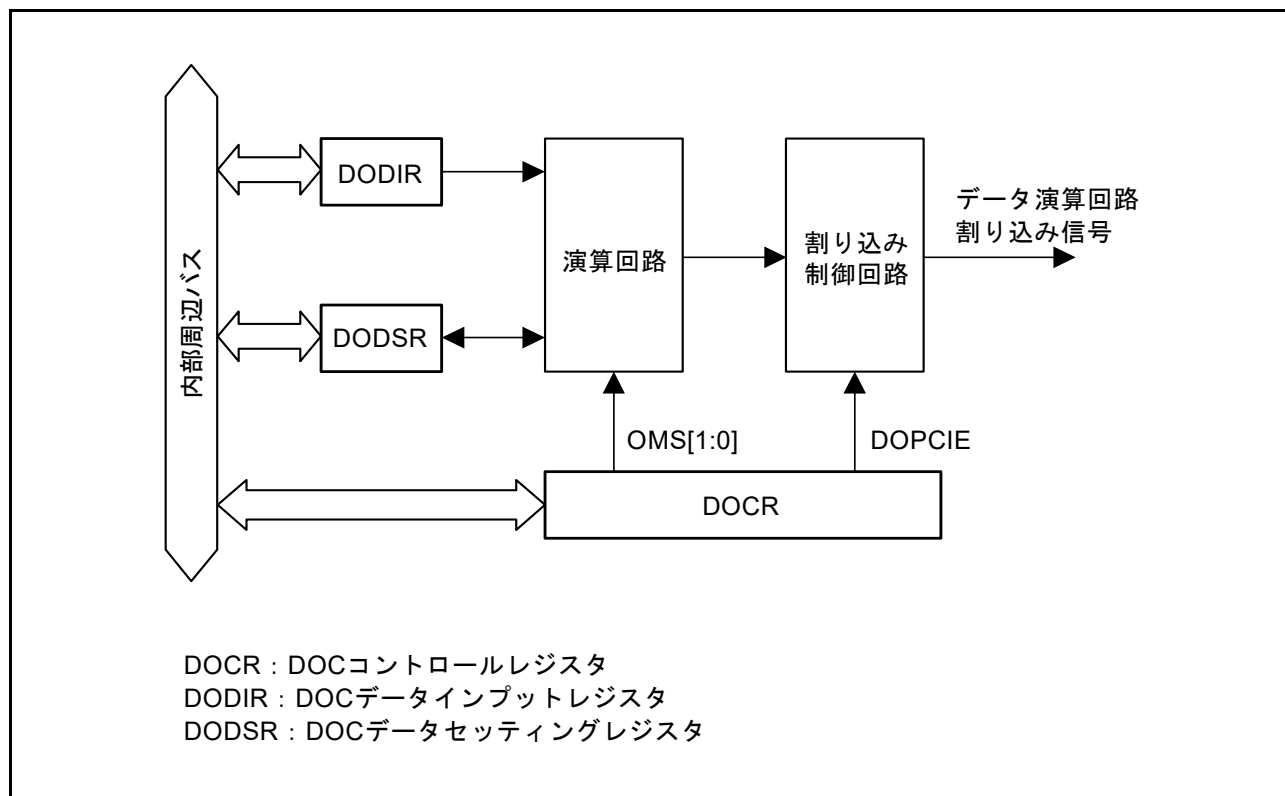 内部周辺バス
DODIR
DODSR
演算回路
割り込み
制御回路
データ演算回路
割り込み信号
OMS[1:0]
DOPCIE
DOCR
DOCR：DOCコントロールレジスタ
DODIR：DOCデータインプットレジスタ
DODSR：DOCデータセッティングレジスタ